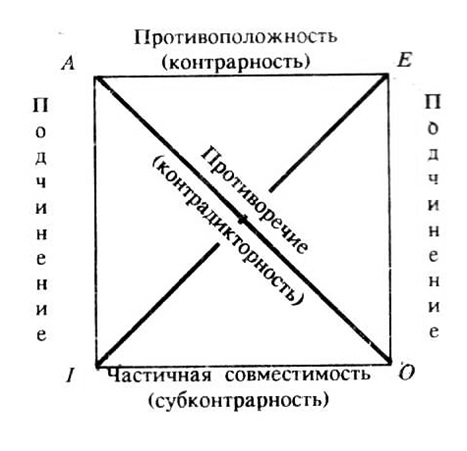 Противоположность
(контрарность)
A
E
Подчинение
Противоречие
(контрадикторность)
Подчинение
I
Частичная совместимость
O
(субконтрарность)